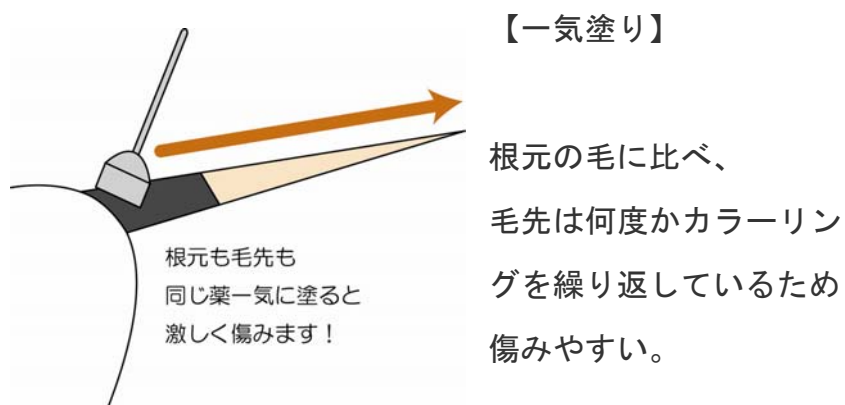 【一気塗り】
根元の毛に比べ、
毛先は何度かカラーリン
グを繰り返しているため
傷みやすい。
根元も毛先も
同じ薬一気に塗ると
激しく傷みます！